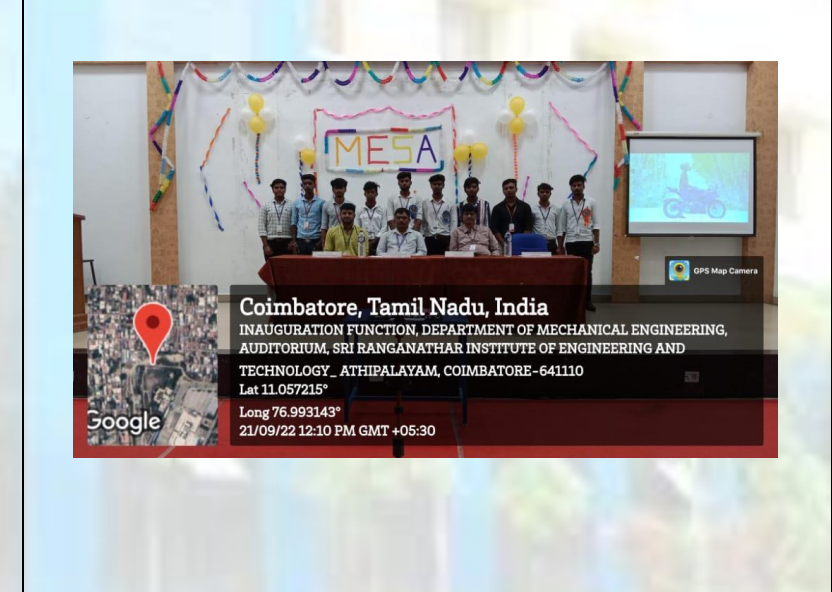 MESA
GPS Map Camera
Coimbatore, Tamil Nadu, India
INAUGURATION FUNCTION, DEPARTMENT OF MECHANICAL ENGINEERING,
AUDITORIUM, SRI RANGANATHAR INSTITUTE OF ENGINEERING AND
TECHNOLOGY_ ATHIPALAYAM, COIMBATORE-641110
Lat 11.057215°
Long 76.993143°
21/09/22 12:10 PM GMT +05:30
Google